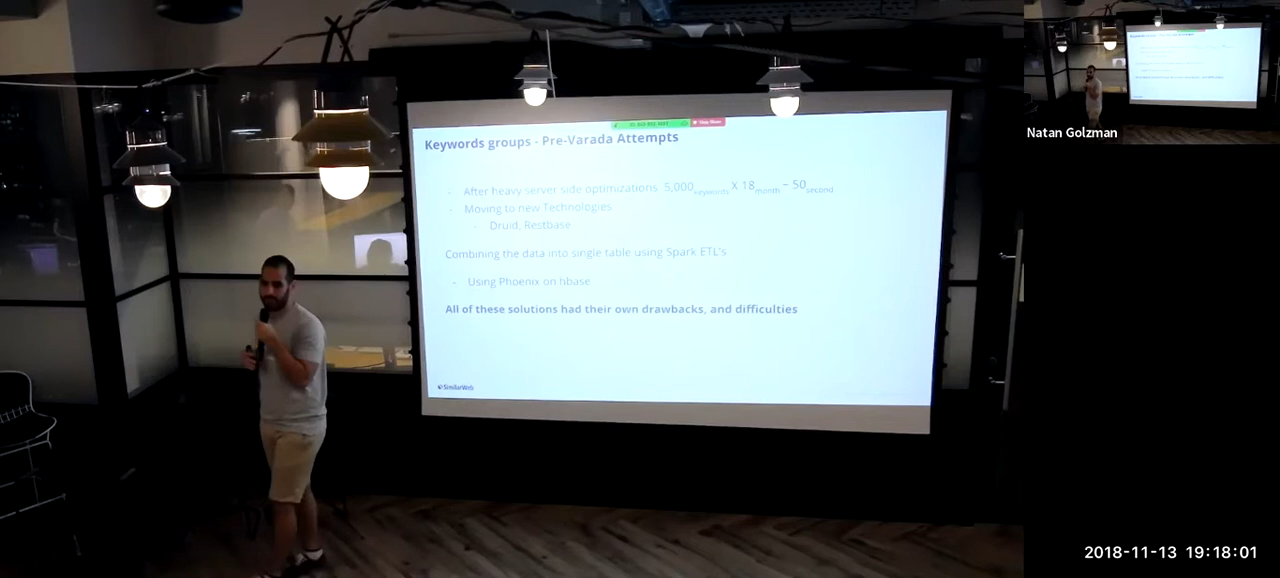 Keywords groups - Pre-Varada Attempts
- After heavy server side optimizations 5,000keywords X 18month ~ 50second
- Moving to new Technologies
- Druid, Restbase
Combining the data into single table using Spark ETL's
- Using Phoenix on hbase
All of these solutions had their own drawbacks, and difficulties
SimilarWeb
Natan Golzman
2018-11-13 19:18:01